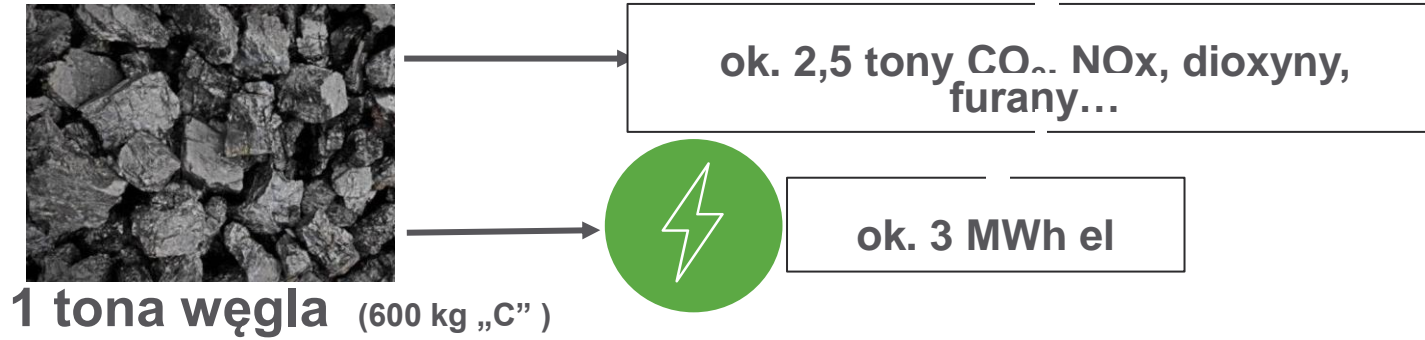 ok. 2,5 tony CO₂, NOx, dioxyny,
furany…
ok. 3 MWh el
1 tona węgla (600 kg „C” )